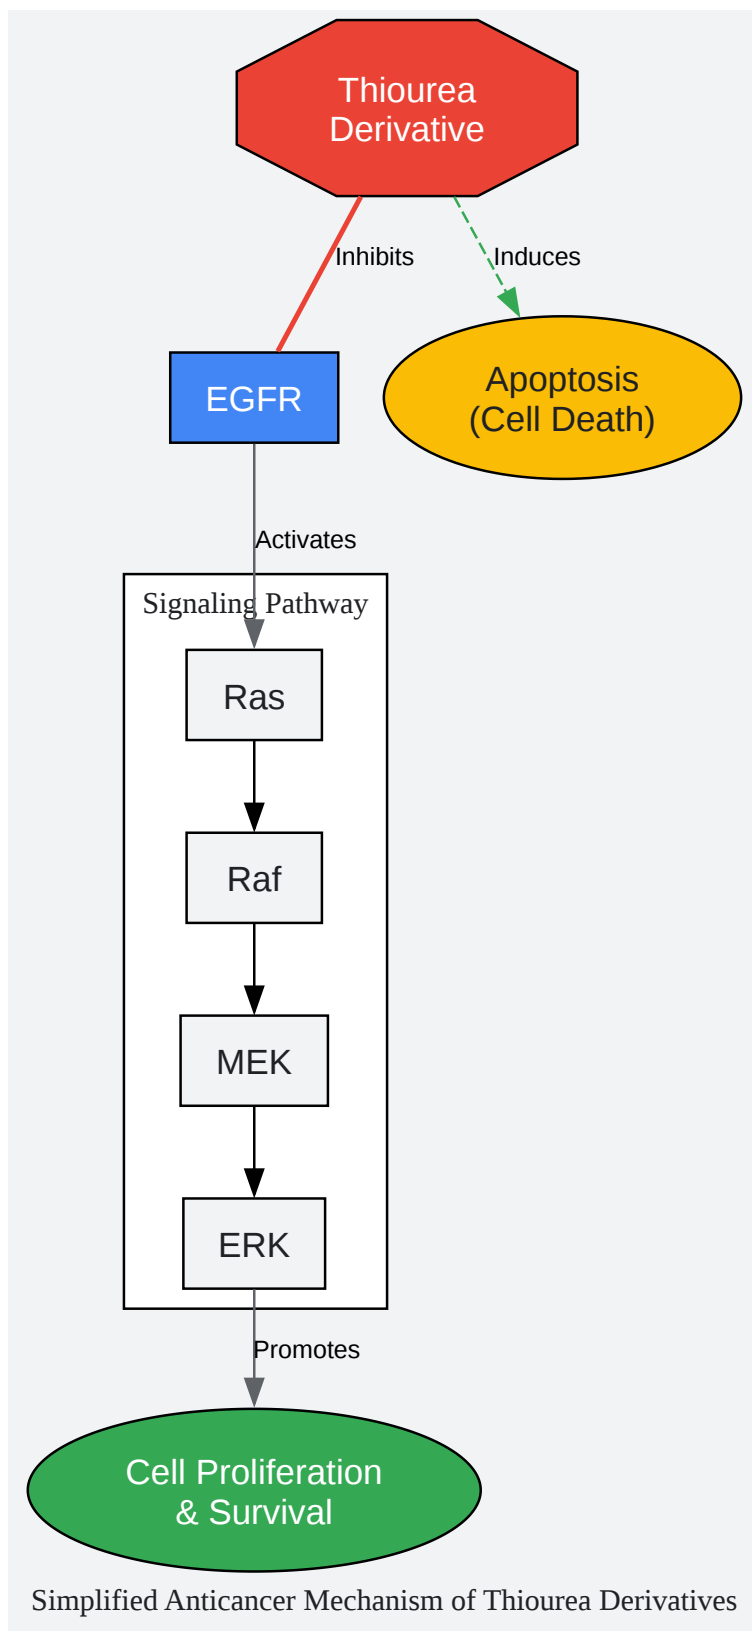 Thiourea
Derivative
Inhibits
Induces
EGFR
Apoptosis
(Cell Death)
Activates
Signaling Pathway
Ras
Raf
MEK
ERK
Promotes
Cell Proliferation
& Survival
Simplified Anticancer Mechanism of Thiourea Derivatives